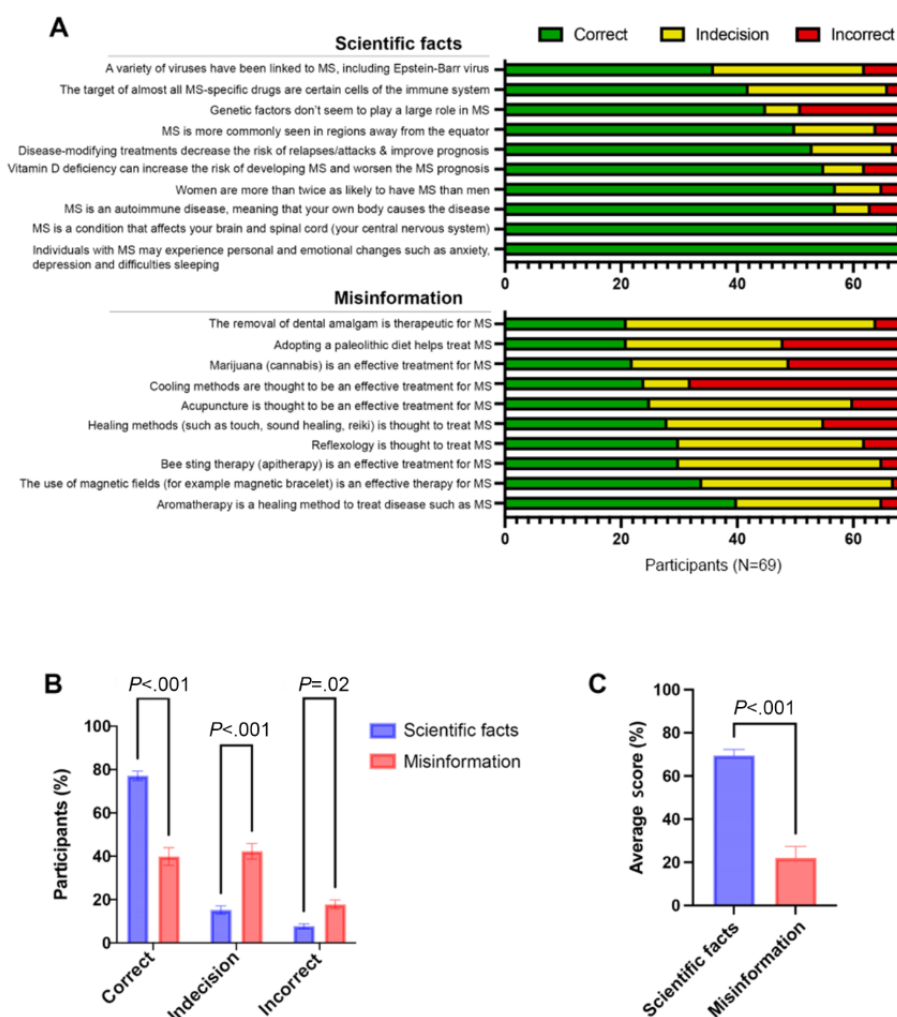 A
Correct Indecision Incorrect
Scientific facts
A variety of viruses have been linked to MS, including Epstein-Barr virus
The target of almost all MS-specific drugs are certain cells of the immune system
Genetic factors don't seem to play a large role in MS
MS is more commonly seen in regions away from the equator
Disease-modifying treatments decrease the risk of relapses/attacks & improve prognosis
Vitamin D deficiency can increase the risk of developing MS and worsen the MS prognosis
Women are more than twice as likely to have MS than men
MS is an autoimmune disease, meaning that your own body causes the disease
MS is a condition that affects your brain and spinal cord (your central nervous system)
Individuals with MS may experience personal and emotional changes such as anxiety,
depression and difficulties sleeping
0 20 40 60
Misinformation
The removal of dental amalgam is therapeutic for MS
Adopting a paleolithic diet helps treat MS
Marijuana (cannabis) is an effective treatment for MS
Cooling methods are thought to be an effective treatment for MS
Acupuncture is thought to be an effective treatment for MS
Healing methods (such as touch, sound healing, reiki) is thought to treat MS
Reflexology is thought to treat MS
Bee sting therapy (apitherapy) is an effective treatment for MS
The use of magnetic fields (for example magnetic bracelet) is an effective therapy for MS
Aromatherapy is a healing method to treat disease such as MS
0 20 40 60
Participants (N=69)
B
P<.001
P<.001
P=.02
Scientific facts
Misinformation
Participants (%)
100
80
60
40
20
0
Correct
Indecision
Incorrect
C
P<.001
Average score (%)
100
80
60
40
20
0
Scientific facts
Misinformation